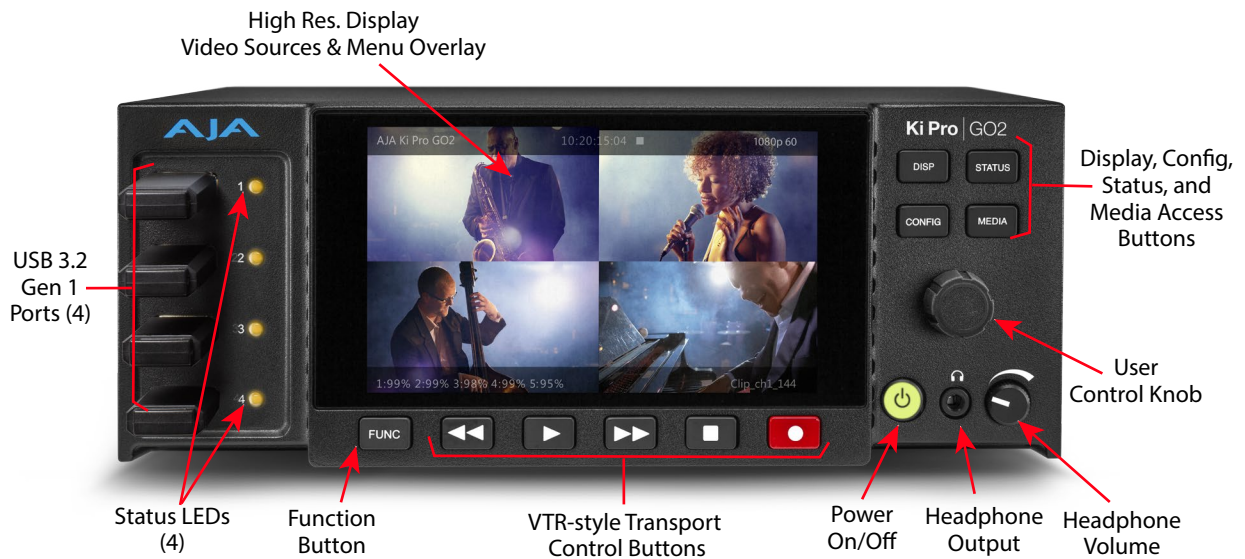 High Res. Display
Video Sources & Menu Overlay
AJA
Ki Pro | GO2
AJA Ki Pro GO2
10:20:15:04
1080p 60
DISP
STATUS
CONFIG
MEDIA
Display, Config,
Status, and
Media Access
Buttons
1
2
3
4
USB 3.2
Gen 1
Ports (4)
User
Control Knob
1:99% 2:99% 3:98% 4:99% 5:95%
Clip_ch1_144
FUNC
Status LEDs
(4)
Function
Button
VTR-style Transport
Control Buttons
Power
On/Off
Headphone
Output
Headphone
Volume